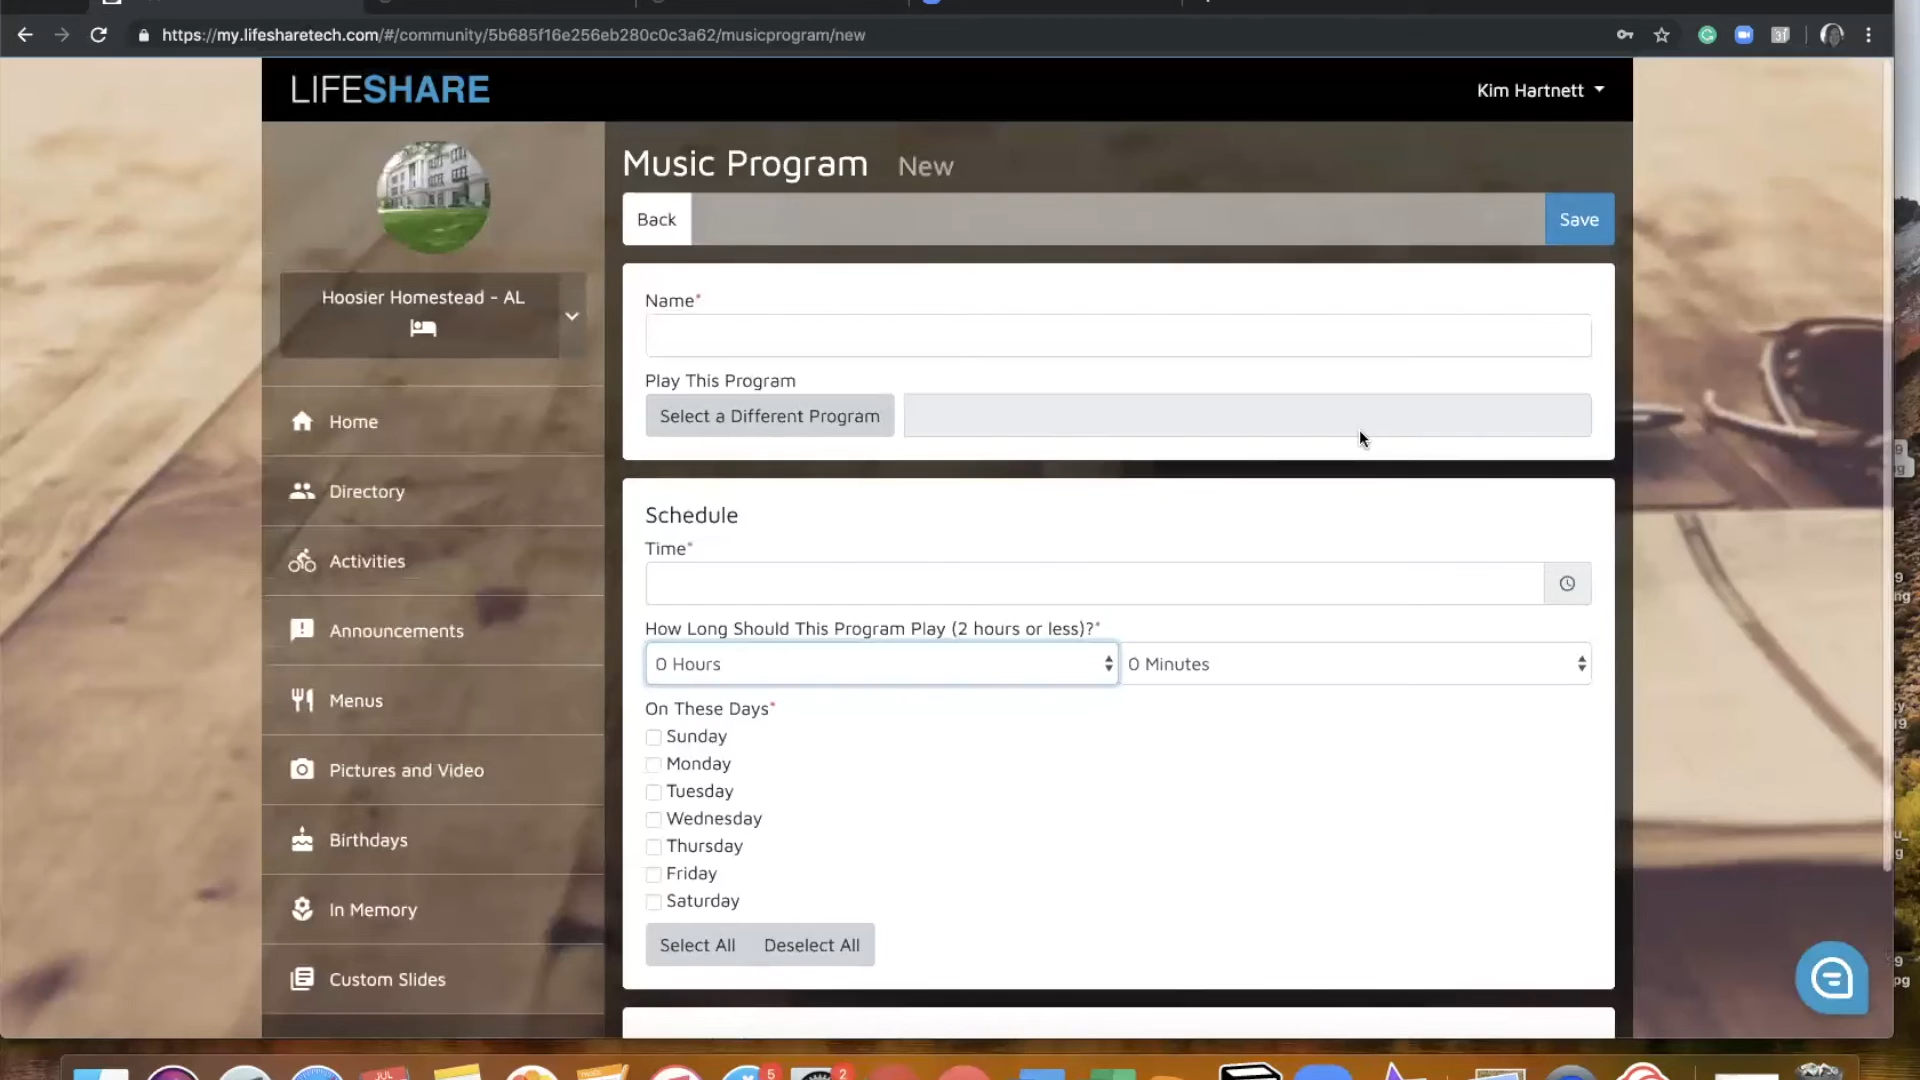 https://my.lifesharetech.com/#/community/5b685f16e256eb280c0c3a62/musicprogram/new
LIFESHARE
Kim Hartnett
Music Program New
Back
Save
Hoosier Homestead - AL
Name*
Play This Program
Select a Different Program
Home
Directory
Activities
Announcements
Menus
Pictures and Video
Birthdays
In Memory
Custom Slides
Schedule
Time*
How Long Should This Program Play (2 hours or less)?*
0 Hours
0 Minutes
On These Days*
Sunday
Monday
Tuesday
Wednesday
Thursday
Friday
Saturday
Select All
Deselect All
JUL
5
2